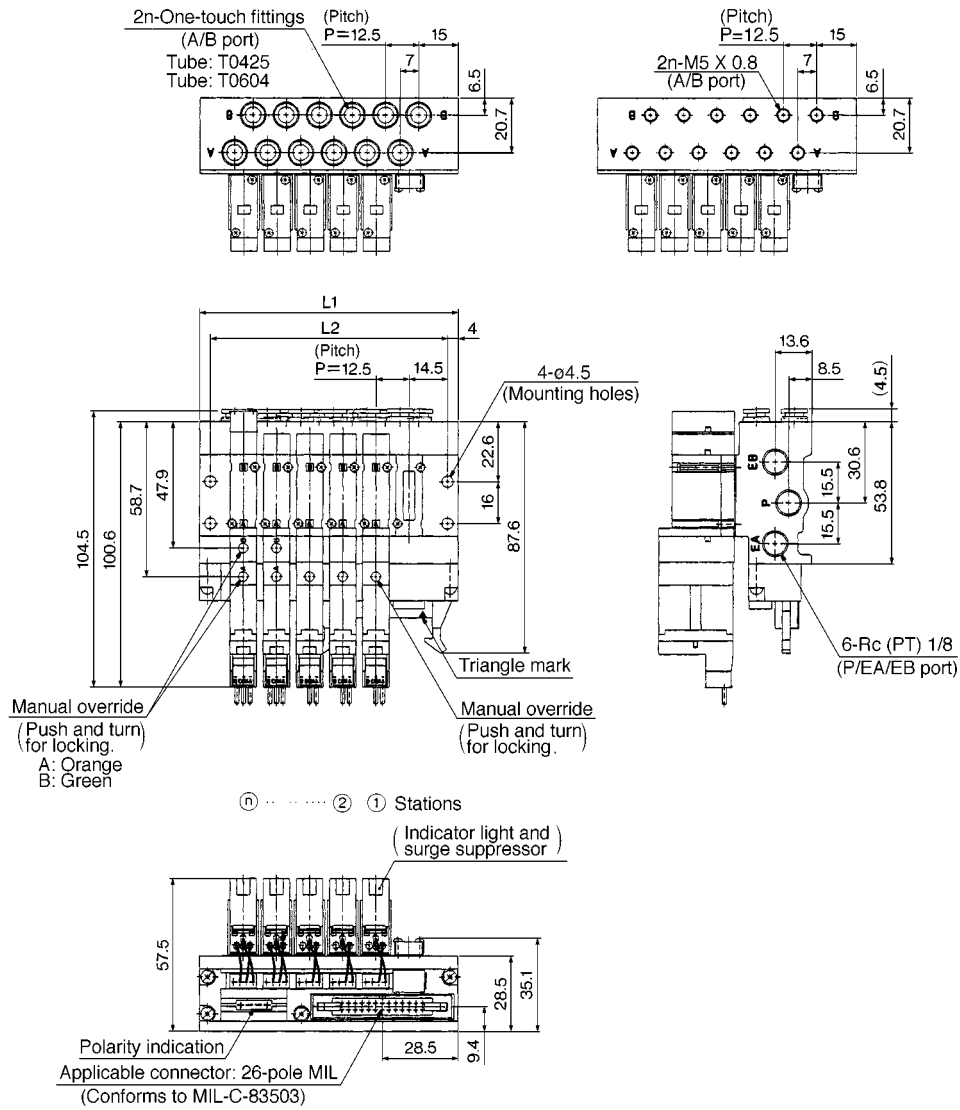 2n-One-touch fittings
(A/B port)
Tube: T0425
Tube: T0604
(Pitch)
P=12.5
15
7
6.5
20.7
B
B
A
A
(Pitch)
P=12.5
15
2n-M5 X 0.8
(A/B port)
7
6.5
20.7
B
B
A
A
L1
L2
4
(Pitch)
P=12.5
14.5
4-ø4.5
(Mounting holes)
104.5
100.6
58.7
47.9
22.6
16
87.6
Triangle mark
Manual override
(Push and turn
for locking.)
A: Orange
B: Green
Manual override
(Push and turn
for locking.)
13.6
8.5
(4.5)
EB
P
EA
15.5
15.5
30.6
53.8
6-Rc (PT) 1/8
(P/EA/EB port)
n ·· ·· ···· 2 1 Stations
(Indicator light and
surge suppressor)
57.5
28.5
35.1
9.4
28.5
Polarity indication
Applicable connector: 26-pole MIL
(Conforms to MIL-C-83503)